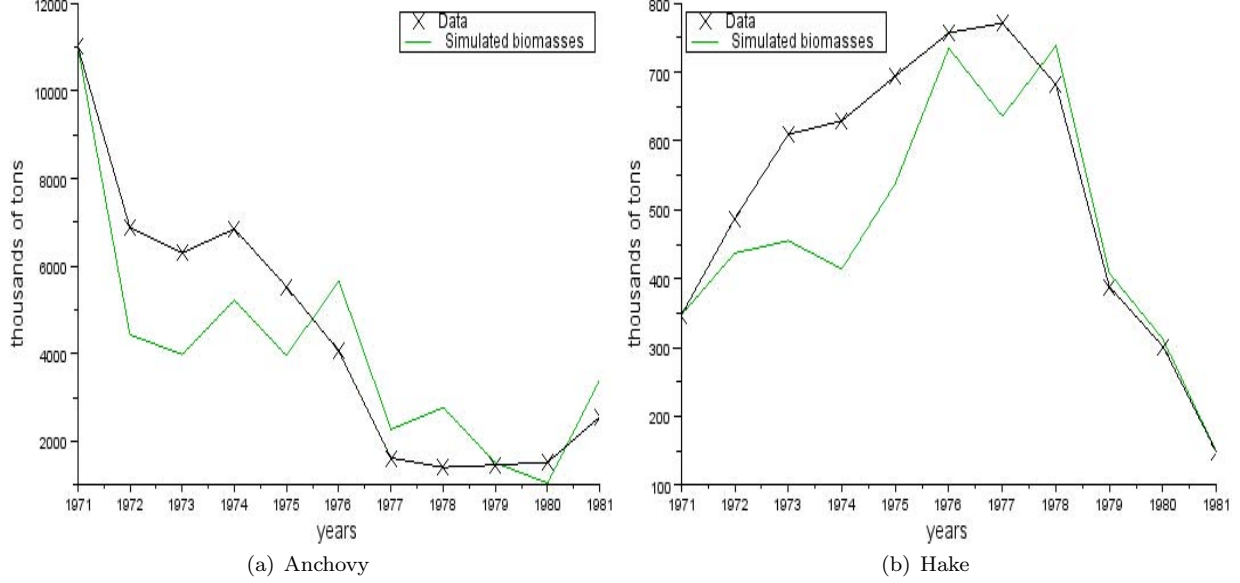 12000
10000
8000
6000
4000
2000
thousands of tons
Data
Simulated biomasses
1971 1972 1973 1974 1975 1976 1977 1978 1979 1980 1981
years
(a) Anchovy
800
700
600
500
400
300
200
100
thousands of tons
Data
Simulated biomasses
1971 1972 1973 1974 1975 1976 1977 1978 1979 1980 1981
years
(b) Hake